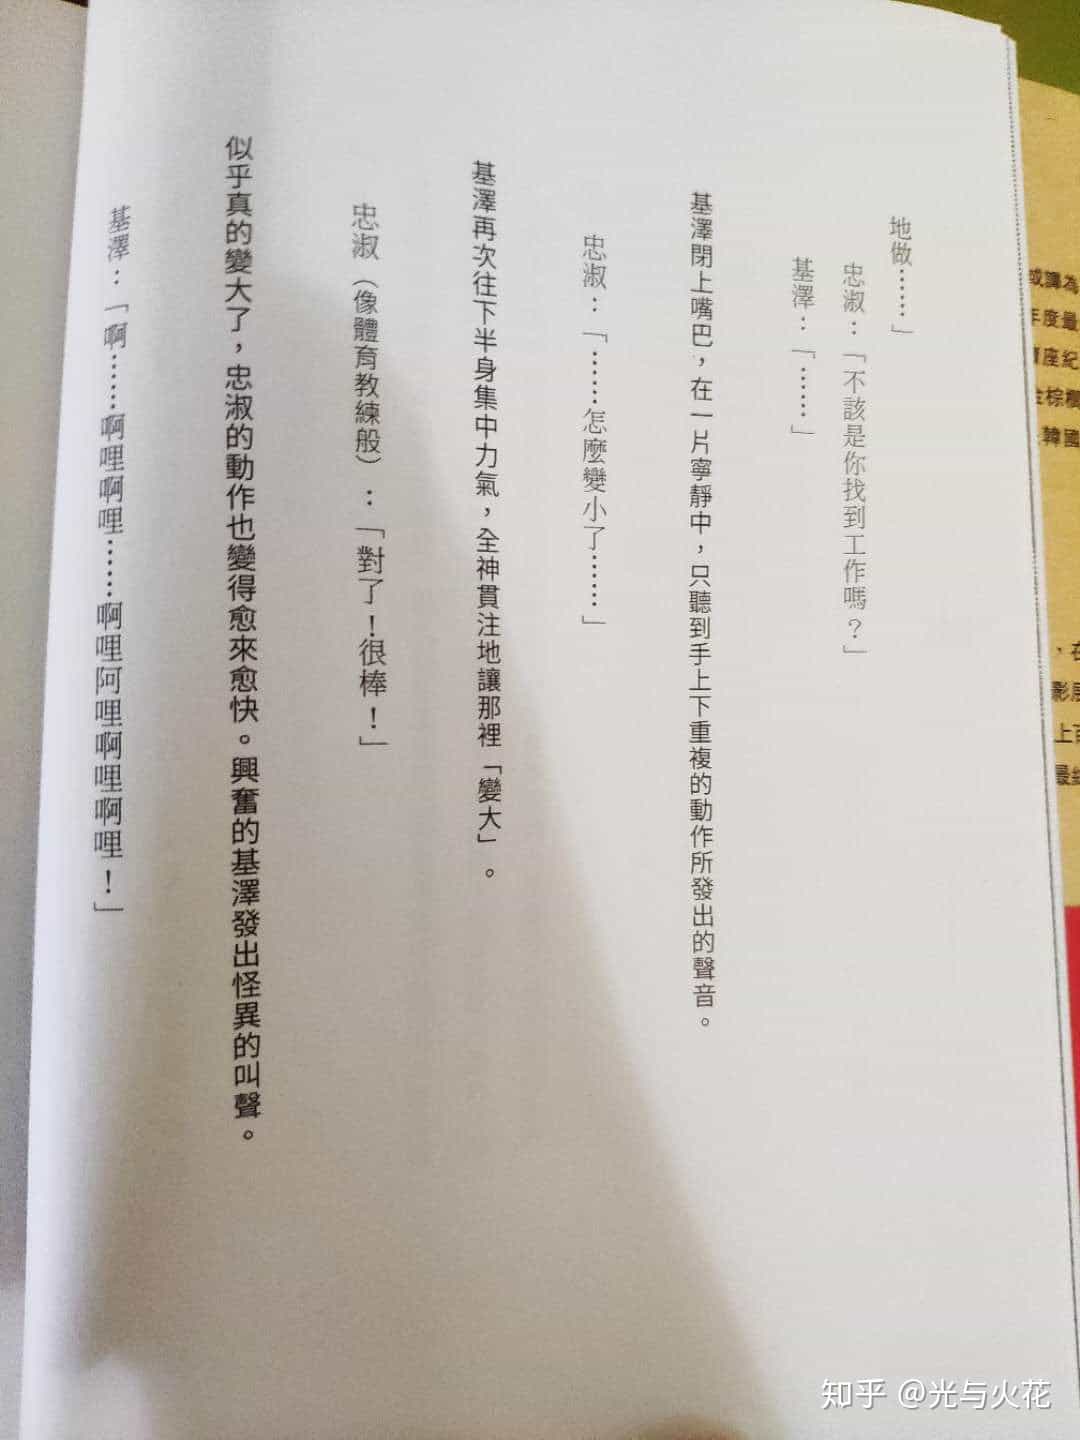 地做⋯⋯」
忠淑：「不該是你找到工作嗎？」
基澤：「⋯⋯」
基澤閉上嘴巴，在一片寧靜中，只聽到手上下重複的動作所發出的聲音。
忠淑：「⋯⋯怎麼變小了⋯⋯」
基澤再次往下半身集中力氣，全神貫注地讓那裡「變大」。
忠淑（像體育教練般）：「對了！很棒！」
似乎真的變大了，忠淑的動作也變得愈來愈快。興奮的基澤發出怪異的叫聲。
基澤：「啊⋯⋯啊哩啊哩⋯⋯啊哩阿哩啊哩啊哩！」
或譯為
年度最
寶座紀
金棕櫚
韓國
，在
影展
上百
最終
知乎 @光与火花